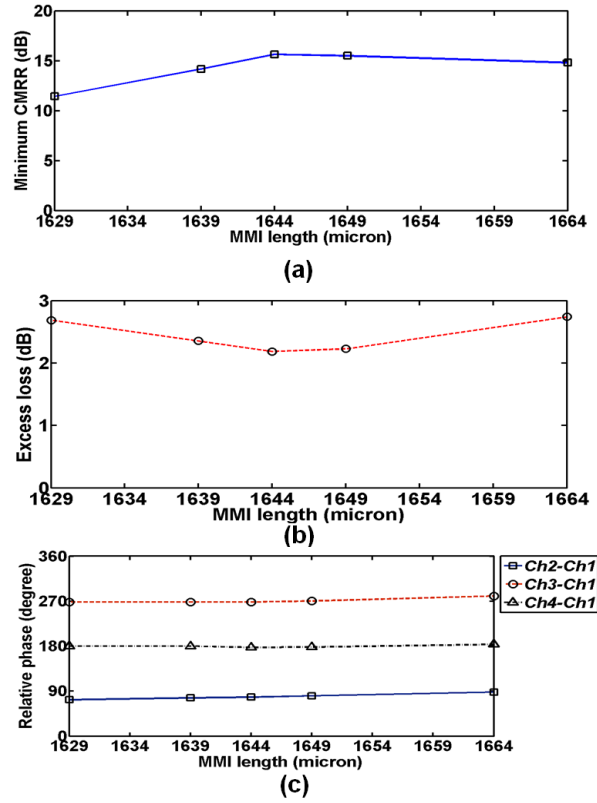 20
15
10
5
0
Minimum CMRR (dB)
1629 1634 1639 1644 1649 1654 1659 1664
MMI length (micron)
(a)
3
2
1
0
Excess loss (dB)
1629 1634 1639 1644 1649 1654 1659 1664
MMI length (micron)
(b)
360
270
180
90
0
Relative phase (degree)
1629 1634 1639 1644 1649 1654 1659 1664
MMI length (micron)
Ch2-Ch1
Ch3-Ch1
Ch4-Ch1
(c)